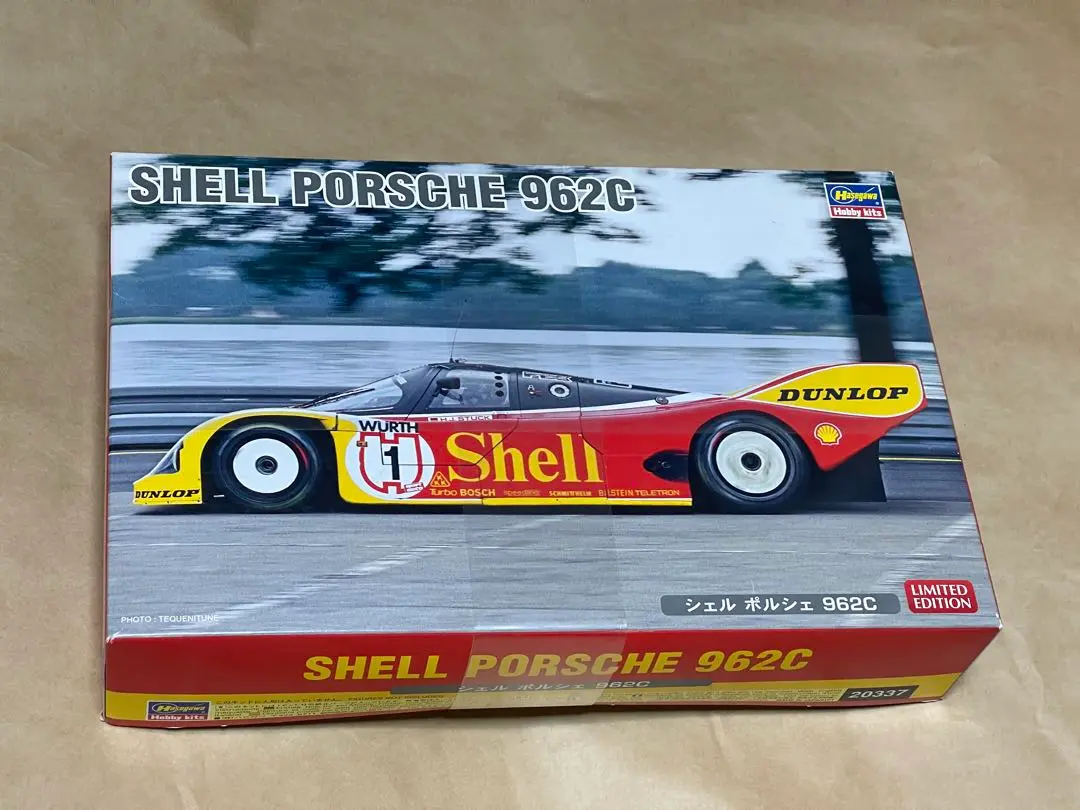 SHELL PORSCHE 962C
Hasegawa
Hobby kits
DUNLOP
H.J.STUCK
WÜRTH
1
Shell
DUNLOP
Turbo BOSCH
BILSTEIN TELETRON
シェル ポルシェ 962C
LIMITED
EDITION
PHOTO : TEQUENITUNE
SHELL PORSCHE 962C
シェル ポルシェ 962C
20337
Hasegawa
Hobby kits